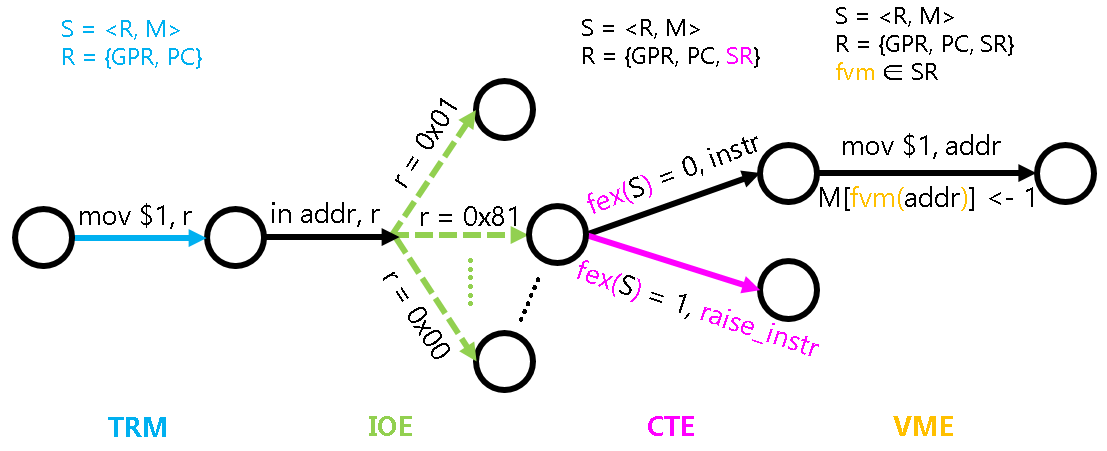 S = <R, M>
R = {GPR, PC}
S = <R, M>
R = {GPR, PC, SR}
S = <R, M>
R = {GPR, PC, SR}
fvm ∈ SR
mov $1, r
in addr, r
r = 0x01
r = 0x81
r = 0x00
fex(S) = 0, instr
fex(S) = 1, raise_instr
mov $1, addr
M[fvm(addr)] <- 1
TRM
IOE
CTE
VME